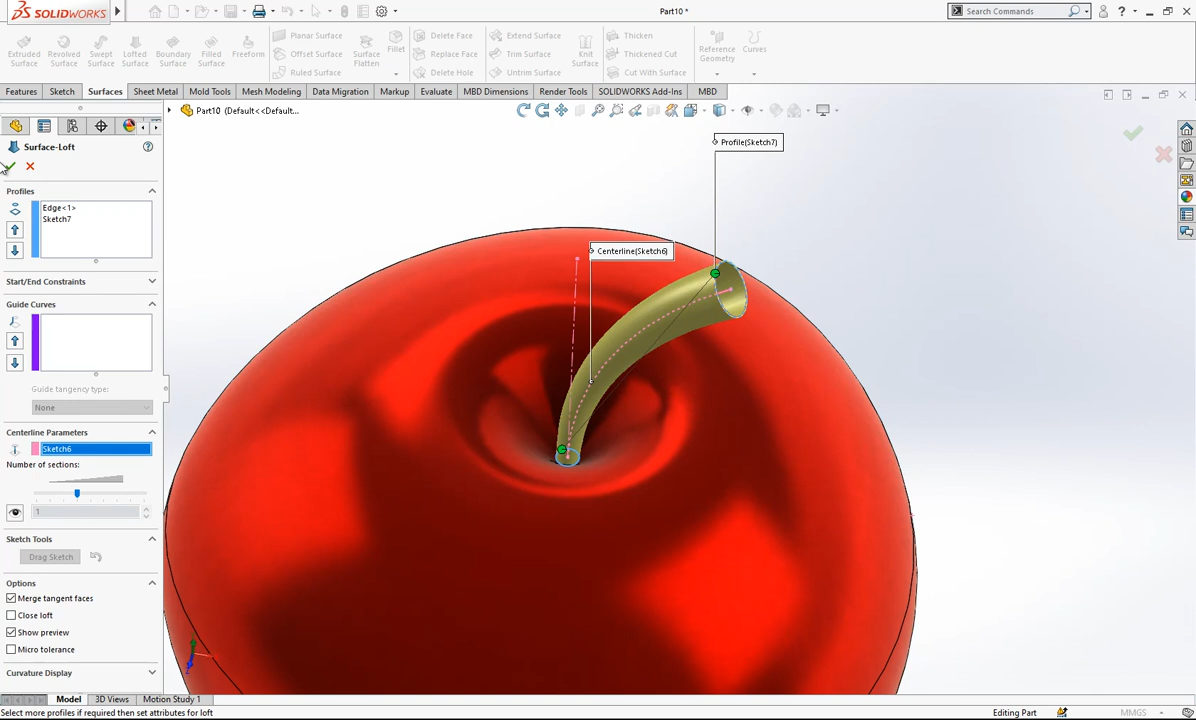 SOLIDWORKS
Part10 *
Search Commands
Extruded Surface
Revolved Surface
Swept Surface
Lofted Surface
Boundary Surface
Filled Surface
Freeform
Planar Surface
Offset Surface
Ruled Surface
Surface Flatten
Fillet
Delete Face
Replace Face
Delete Hole
Extend Surface
Trim Surface
Untrim Surface
Knit Surface
Thicken
Thickened Cut
Cut With Surface
Reference Geometry
Curves
Features
Sketch
Surfaces
Sheet Metal
Mold Tools
Mesh Modeling
Data Migration
Markup
Evaluate
MBD Dimensions
Render Tools
SOLIDWORKS Add-Ins
MBD
Part10 (Default< <Default...
Surface-Loft
Profiles
Edge<1>
Sketch7
Start/End Constraints
Guide Curves
Guide tangency type:
None
Centerline Parameters
Sketch6
Number of sections:
1
Sketch Tools
Drag Sketch
Options
Merge tangent faces
Close loft
Show preview
Micro tolerance
Curvature Display
Profile(Sketch7)
Centerline(Sketch6)
Model
3D Views
Motion Study 1
Select more profiles if required then set attributes for loft
Editing Part
MMGS